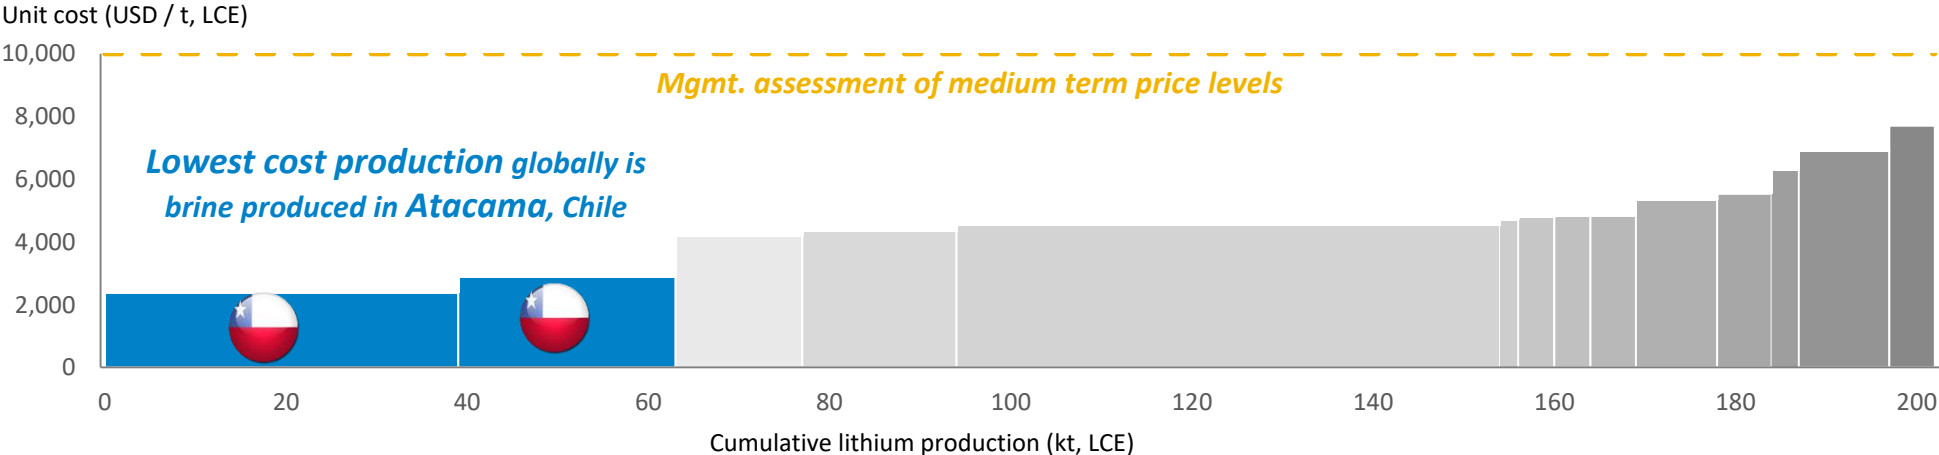 Unit cost (USD / t, LCE)
10,000
Mgmt. assessment of medium term price levels
8,000
Lowest cost production globally is
brine produced in Atacama, Chile
6,000
4,000
2,000
0
0 20 40 60 80 100 120 140 160 180 200
Cumulative lithium production (kt, LCE)